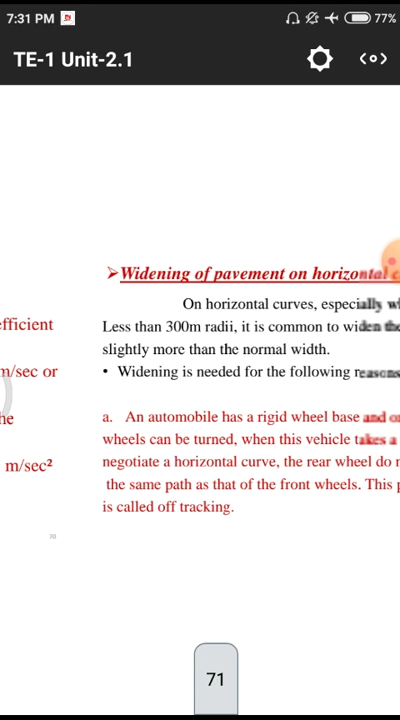 7:31 PM
77%
TE-1 Unit-2.1
➤Widening of pavement on horizontal
On horizontal curves, especially
efficient
Less than 300m radii, it is common to widen the
slightly more than the normal width.
m/sec or
• Widening is needed for the following reasons
he
a. An automobile has a rigid wheel base and
wheels can be turned, when this vehicle takes a
m/sec²
negotiate a horizontal curve, the rear wheel do
the same path as that of the front wheels. This
is called off tracking.
70
71